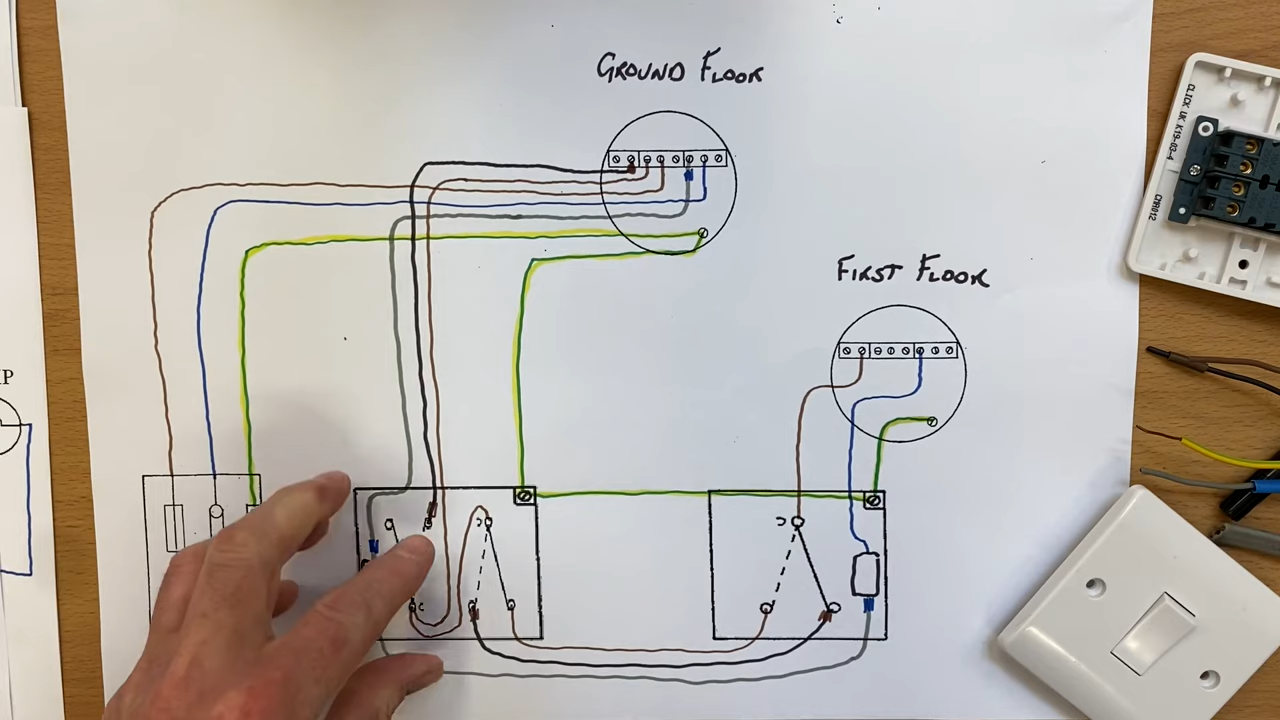 GROUND FLOOR
FIRST FLOOR
CLICK UK K19-03-4
C
C